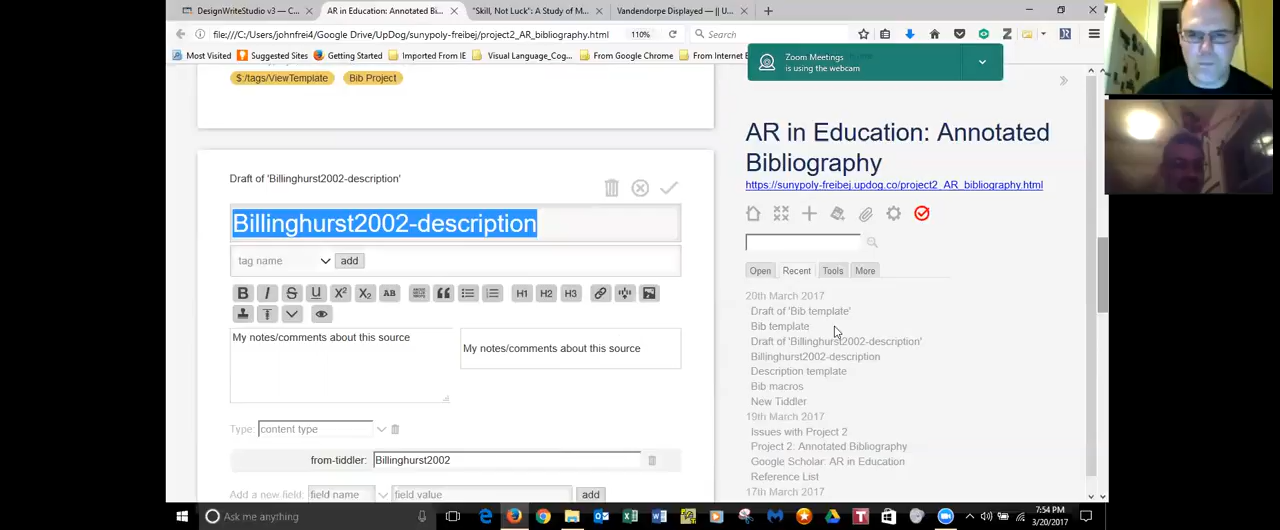 DesignWriteStudio v3 — C...
AR in Education: Annotated Bi...
"Skill, Not Luck": A Study of M...
Vandendorpe Displayed — || U...
file:///C:/Users/johnfrei4/Google Drive/UpDog/sunypoly-freibej/project2_AR_bibliography.html
110%
Search
Most Visited
Suggested Sites
Getting Started
Imported From IE
Visual_Language_Cog...
From Google Chrome
From Internet E
Zoom Meetings
is using the webcam
$:/tags/ViewTemplate
Bib Project
Draft of 'Billinghurst2002-description'
Billinghurst2002-description
tag name
add
B I S U X² X₂ AB
H1 H2 H3
My notes/comments about this source
My notes/comments about this source
Type:
content type
from-tiddler:
Billinghurst2002
Add a new field:
field name
field value
add
AR in Education: Annotated
Bibliography
https://sunypoly-freibej.updog.co/project2_AR_bibliography.html
Open
Recent
Tools
More
20th March 2017
Draft of 'Bib template'
Bib template
Draft of 'Billinghurst2002-description'
Billinghurst2002-description
Description template
Bib macros
New Tiddler
19th March 2017
Issues with Project 2
Project 2: Annotated Bibliography
Google Scholar: AR in Education
Reference List
17th March 2017
Ask me anything
7:54 PM
3/20/2017